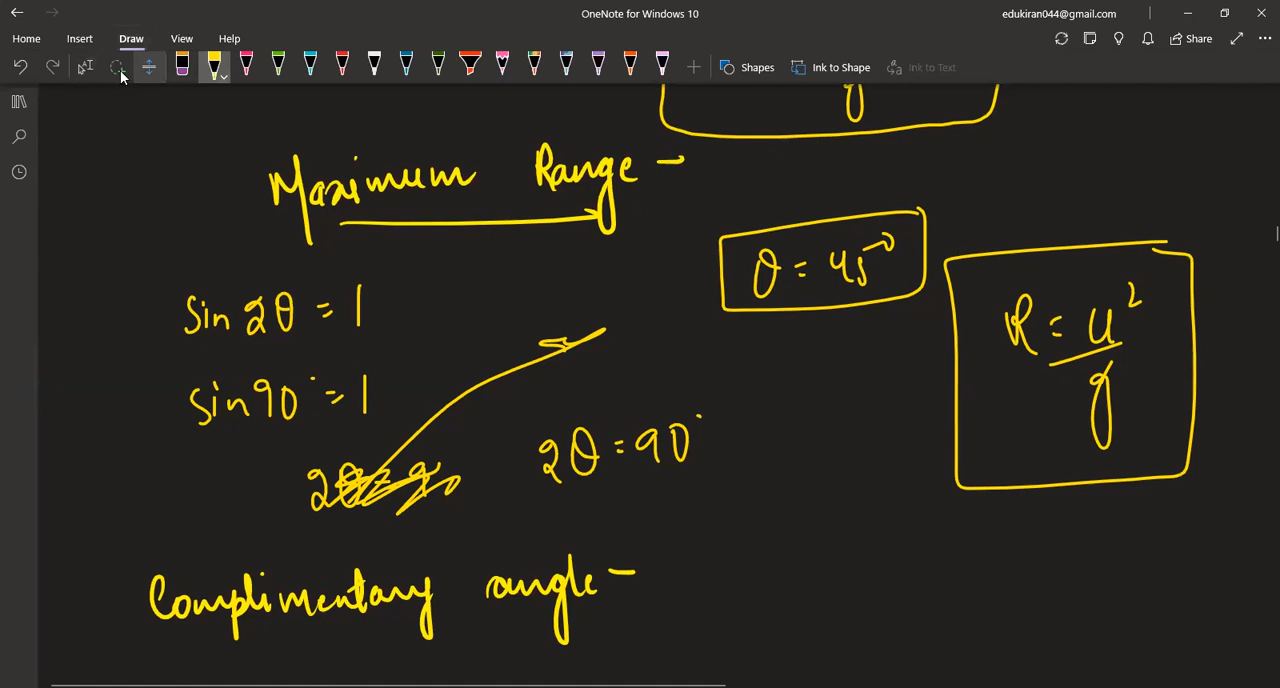 OneNote for Windows 10
edukiran044@gmail.com
Home Insert Draw View Help
Share
Shapes Ink to Shape Ink to Text
g
Maximum Range -
θ = 45°
sin 2θ = 1
R = u²
g
sin 90° = 1
2θ = 90°
Complimentary angle -